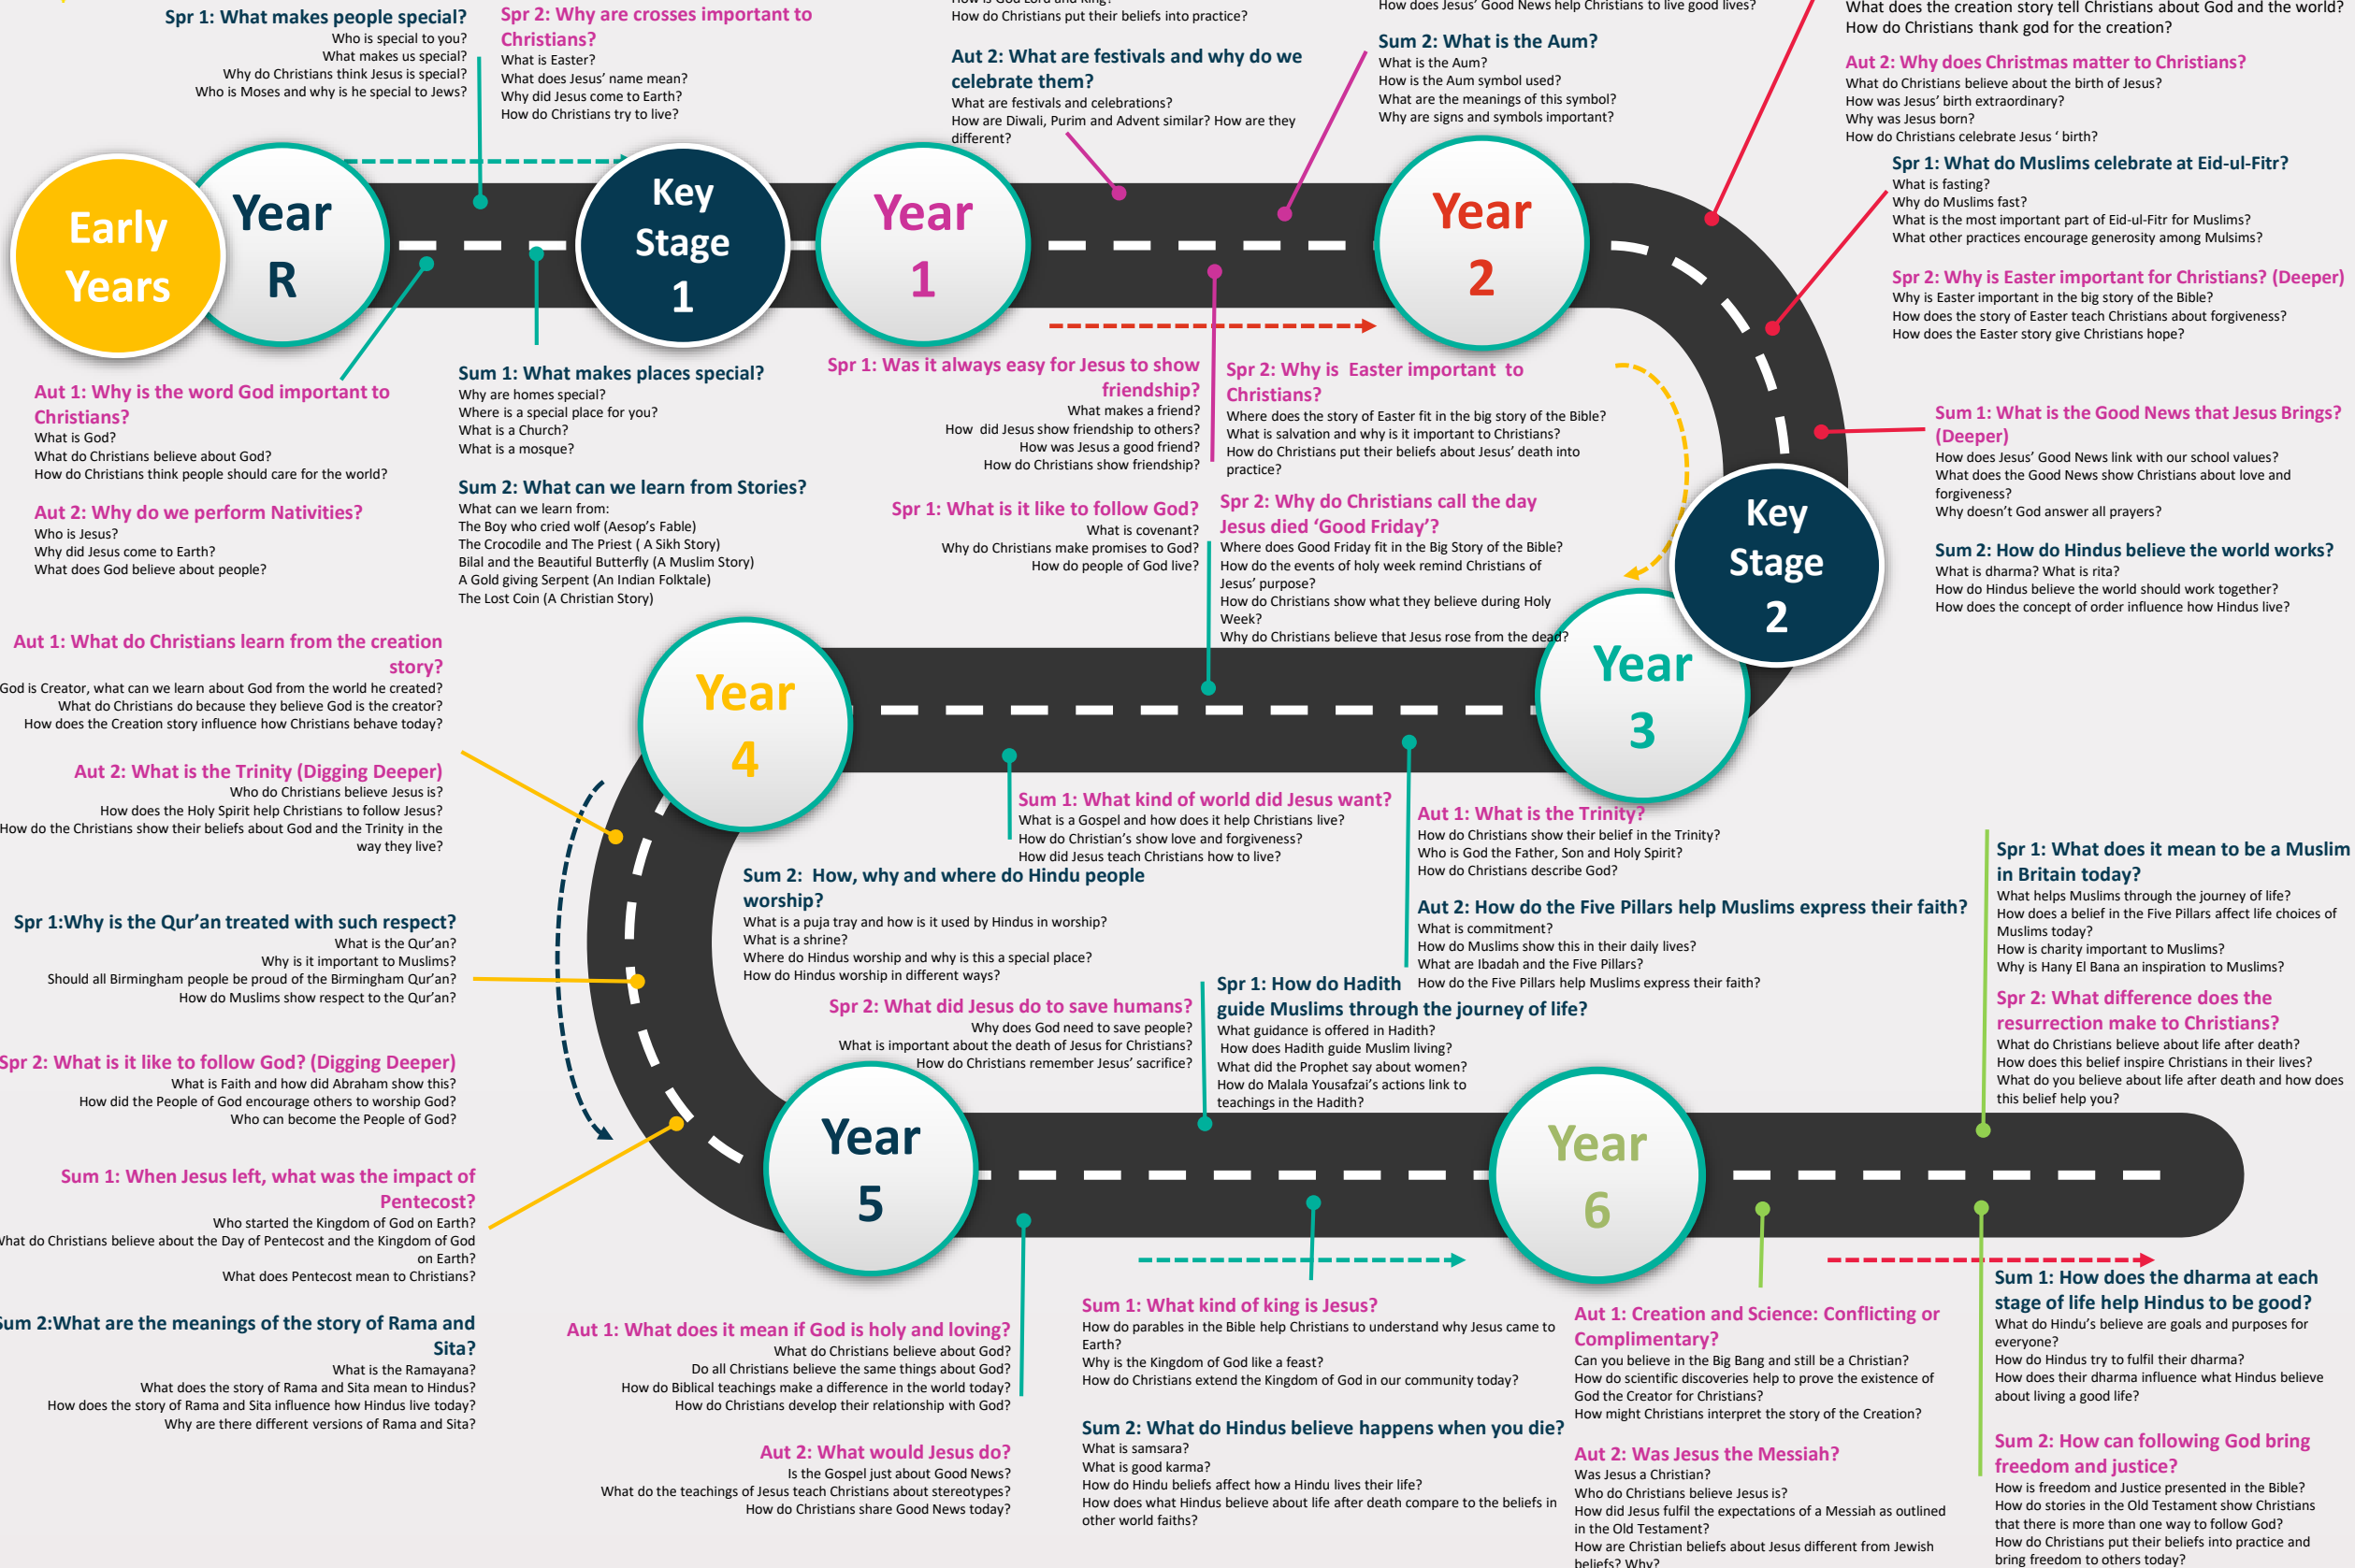 Spr 1: What makes people special?
Who is special to you?
What makes us special?
Why do Christians think Jesus is special?
Who is Moses and why is he special to Jews?
Spr 2: Why are crosses important to
Christians?
What is Easter?
What does Jesus’ name mean?
Why did Jesus come to Earth?
How do Christians try to live?
How is God Lord and King?
How do Christians put their beliefs into practice?
Aut 2: What are festivals and why do we
celebrate them?
What are festivals and celebrations?
How are Diwali, Purim and Advent similar? How are they
different?
How does Jesus’ Good News help Christians to live good lives?
Sum 2: What is the Aum?
What is the Aum?
How is the Aum symbol used?
What are the meanings of this symbol?
Why are signs and symbols important?
What does the creation story tell Christians about God and the world?
How do Christians thank god for the creation?
Aut 2: Why does Christmas matter to Christians?
What do Christians believe about the birth of Jesus?
How was Jesus’ birth extraordinary?
Why was Jesus born?
How do Christians celebrate Jesus ‘ birth?
Spr 1: What do Muslims celebrate at Eid-ul-Fitr?
What is fasting?
Why do Muslims fast?
What is the most important part of Eid-ul-Fitr for Muslims?
What other practices encourage generosity among Mulsims?
Spr 2: Why is Easter important for Christians? (Deeper)
Why is Easter important in the big story of the Bible?
How does the story of Easter teach Christians about forgiveness?
How does the Easter story give Christians hope?
Early
Years
Year
R
Key
Stage
1
Year
1
Year
2
Aut 1: Why is the word God important to
Christians?
What is God?
What do Christians believe about God?
How do Christians think people should care for the world?
Aut 2: Why do we perform Nativities?
Who is Jesus?
Why did Jesus come to Earth?
What does God believe about people?
Sum 1: What makes places special?
Why are homes special?
Where is a special place for you?
What is a Church?
What is a mosque?
Sum 2: What can we learn from Stories?
What can we learn from:
The Boy who cried wolf (Aesop’s Fable)
The Crocodile and The Priest ( A Sikh Story)
Bilal and the Beautiful Butterfly (A Muslim Story)
A Gold giving Serpent (An Indian Folktale)
The Lost Coin (A Christian Story)
Spr 1: Was it always easy for Jesus to show
friendship?
What makes a friend?
How did Jesus show friendship to others?
How was Jesus a good friend?
How do Christians show friendship?
Spr 2: Why is Easter important to
Christians?
Where does the story of Easter fit in the big story of the Bible?
What is salvation and why is it important to Christians?
How do Christians put their beliefs about Jesus’ death into
practice?
Sum 1: What is the Good News that Jesus Brings?
(Deeper)
How does Jesus’ Good News link with our school values?
What does the Good News show Christians about love and
forgiveness?
Why doesn’t God answer all prayers?
Sum 2: How do Hindus believe the world works?
What is dharma? What is rita?
How do Hindus believe the world should work together?
How does the concept of order influence how Hindus live?
Key
Stage
2
Spr 1: What is it like to follow God?
What is covenant?
Why do Christians make promises to God?
How do people of God live?
Spr 2: Why do Christians call the day
Jesus died ‘Good Friday’?
Where does Good Friday fit in the Big Story of the Bible?
How do the events of holy week remind Christians of
Jesus’ purpose?
How do Christians show what they believe during Holy
Week?
Why do Christians believe that Jesus rose from the dead?
Year
3
Year
4
Sum 1: What kind of world did Jesus want?
What is a Gospel and how does it help Christians live?
How do Christian’s show love and forgiveness?
How did Jesus teach Christians how to live?
Aut 1: What is the Trinity?
How do Christians show their belief in the Trinity?
Who is God the Father, Son and Holy Spirit?
How do Christians describe God?
Sum 2: How, why and where do Hindu people
worship?
What is a puja tray and how is it used by Hindus in worship?
What is a shrine?
Where do Hindus worship and why is this a special place?
How do Hindus worship in different ways?
Aut 2: How do the Five Pillars help Muslims express their faith?
What is commitment?
How do Muslims show this in their daily lives?
What are Ibadah and the Five Pillars?
How do the Five Pillars help Muslims express their faith?
Aut 1: What do Christians learn from the creation
story?
God is Creator, what can we learn about God from the world he created?
What do Christians do because they believe God is the creator?
How does the Creation story influence how Christians behave today?
Aut 2: What is the Trinity (Digging Deeper)
Who do Christians believe Jesus is?
How does the Holy Spirit help Christians to follow Jesus?
How do the Christians show their beliefs about God and the Trinity in the
way they live?
Spr 1:Why is the Qur’an treated with such respect?
What is the Qur’an?
Why is it important to Muslims?
Should all Birmingham people be proud of the Birmingham Qur’an?
How do Muslims show respect to the Qur’an?
Spr 2: What is it like to follow God? (Digging Deeper)
What is Faith and how did Abraham show this?
How did the People of God encourage others to worship God?
Who can become the People of God?
Sum 1: When Jesus left, what was the impact of
Pentecost?
Who started the Kingdom of God on Earth?
What do Christians believe about the Day of Pentecost and the Kingdom of God
on Earth?
What does Pentecost mean to Christians?
Sum 2:What are the meanings of the story of Rama and
Sita?
What is the Ramayana?
What does the story of Rama and Sita mean to Hindus?
How does the story of Rama and Sita influence how Hindus live today?
Why are there different versions of Rama and Sita?
Spr 2: What did Jesus do to save humans?
Why does God need to save people?
What is important about the death of Jesus for Christians?
How do Christians remember Jesus’ sacrifice?
Spr 1: How do Hadith
guide Muslims through the journey of life?
What guidance is offered in Hadith?
How does Hadith guide Muslim living?
What did the Prophet say about women?
How do Malala Yousafzai’s actions link to
teachings in the Hadith?
Spr 1: What does it mean to be a Muslim
in Britain today?
What helps Muslims through the journey of life?
How does a belief in the Five Pillars affect life choices of
Muslims today?
How is charity important to Muslims?
Why is Hany El Bana an inspiration to Muslims?
Spr 2: What difference does the
resurrection make to Christians?
What do Christians believe about life after death?
How does this belief inspire Christians in their lives?
What do you believe about life after death and how does
this belief help you?
Year
5
Year
6
Aut 1: What does it mean if God is holy and loving?
What do Christians believe about God?
Do all Christians believe the same things about God?
How do Biblical teachings make a difference in the world today?
How do Christians develop their relationship with God?
Aut 2: What would Jesus do?
Is the Gospel just about Good News?
What do the teachings of Jesus teach Christians about stereotypes?
How do Christians share Good News today?
Sum 1: What kind of king is Jesus?
How do parables in the Bible help Christians to understand why Jesus came to
Earth?
Why is the Kingdom of God like a feast?
How do Christians extend the Kingdom of God in our community today?
Sum 2: What do Hindus believe happens when you die?
What is samsara?
What is good karma?
How do Hindu beliefs affect how a Hindu lives their life?
How does what Hindus believe about life after death compare to the beliefs in
other world faiths?
Aut 1: Creation and Science: Conflicting or
Complimentary?
Can you believe in the Big Bang and still be a Christian?
How do scientific discoveries help to prove the existence of
God the Creator for Christians?
How might Christians interpret the story of the Creation?
Aut 2: Was Jesus the Messiah?
Was Jesus a Christian?
Who do Christians believe Jesus is?
How did Jesus fulfil the expectations of a Messiah as outlined
in the Old Testament?
How are Christian beliefs about Jesus different from Jewish
beliefs? Why?
Sum 1: How does the dharma at each
stage of life help Hindus to be good?
What do Hindu’s believe are goals and purposes for
everyone?
How do Hindus try to fulfil their dharma?
How does their dharma influence what Hindus believe
about living a good life?
Sum 2: How can following God bring
freedom and justice?
How is freedom and Justice presented in the Bible?
How do stories in the Old Testament show Christians
that there is more than one way to follow God?
How do Christians put their beliefs into practice and
bring freedom to others today?